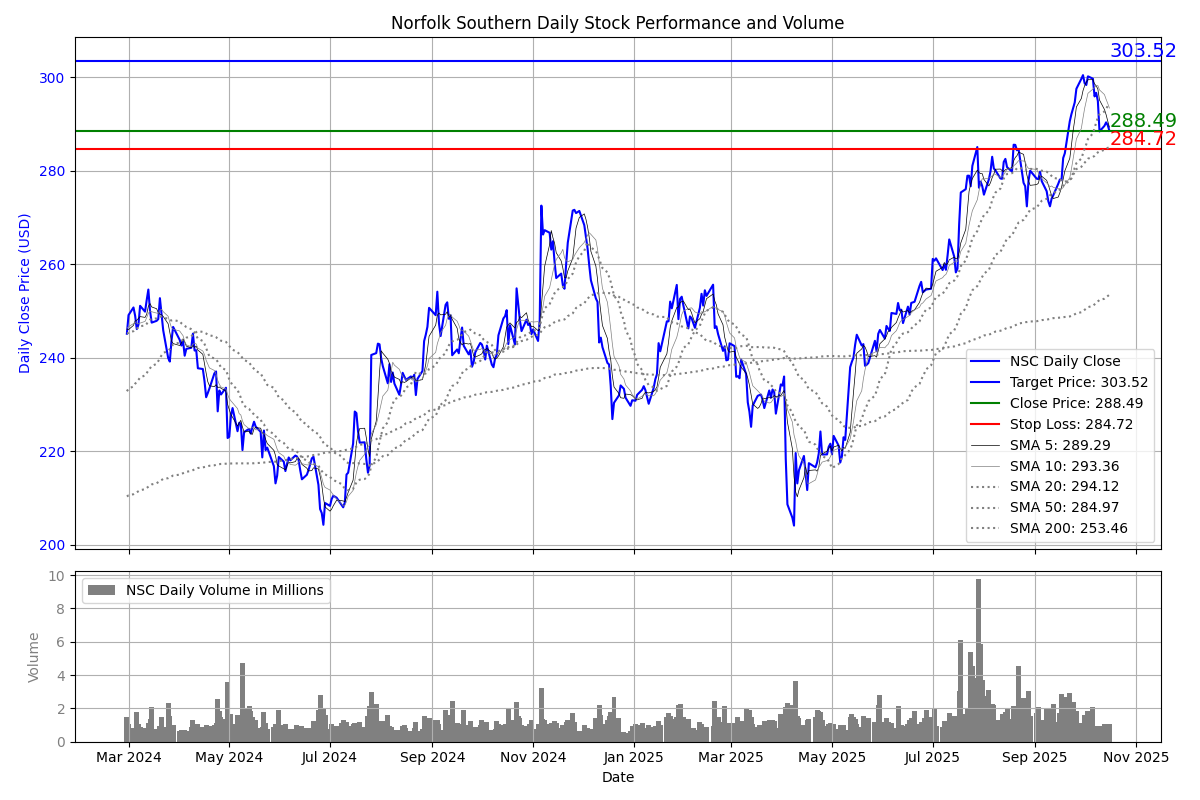 Norfolk Southern Daily Stock Performance and Volume
303.52
300
288.49
284.72
280
260
240
220
200
Daily Close Price (USD)
NSC Daily Close
Target Price: 303.52
Close Price: 288.49
Stop Loss: 284.72
SMA 5: 289.29
SMA 10: 293.36
SMA 20: 294.12
SMA 50: 284.97
SMA 200: 253.46
10
8
6
4
2
0
Volume
NSC Daily Volume in Millions
Mar 2024 May 2024 Jul 2024 Sep 2024 Nov 2024 Jan 2025 Mar 2025 May 2025 Jul 2025 Sep 2025 Nov 2025
Date